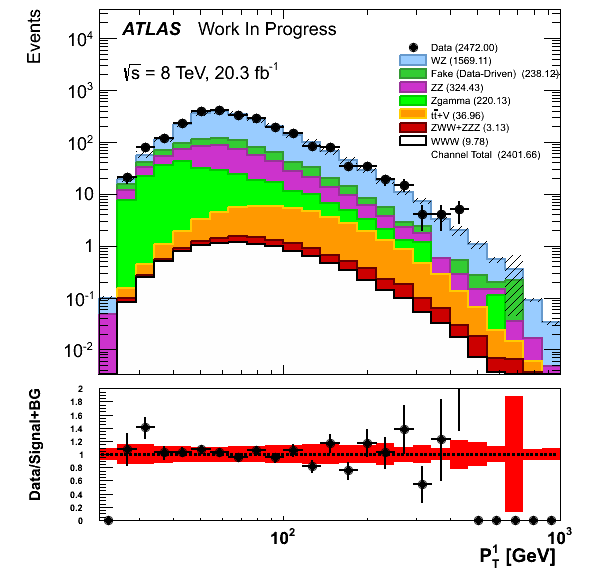 Events
ATLAS Work In Progress
√s = 8 TeV, 20.3 fb⁻¹
Data (2472.00)
WZ (1569.11)
Fake (Data-Driven) (238.12)
ZZ (324.43)
Zgamma (220.13)
tt̄+V (36.96)
ZWW+ZZZ (3.13)
WWW (9.78)
Channel Total (2401.66)
10⁴
10³
10²
10
1
10⁻¹
10⁻²
Data/Signal+BG
2
1.8
1.6
1.4
1.2
1
0.8
0.6
0.4
0.2
0
10² 10³
P_T^1 [GeV]